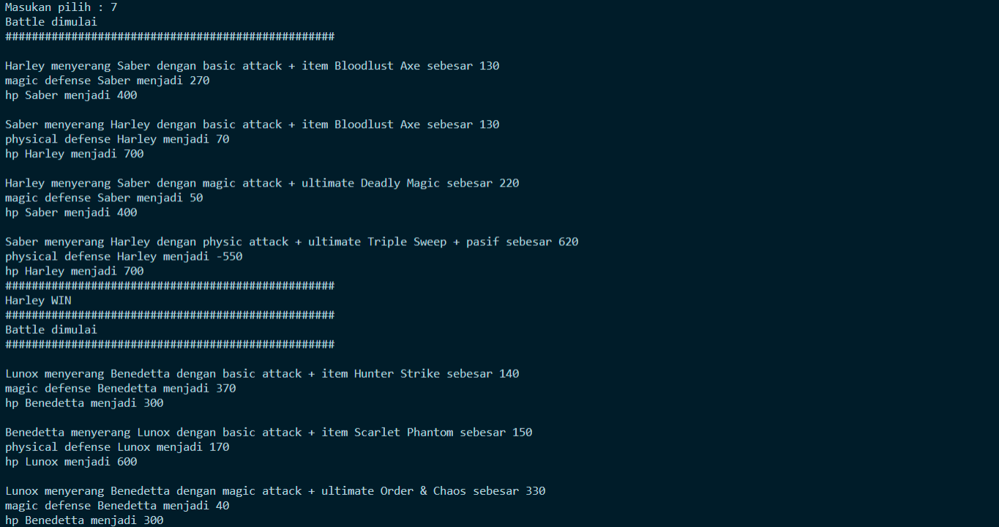 Masukan pilih : 7
Battle dimulai
##################################################
Harley menyerang Saber dengan basic attack + item Bloodlust Axe sebesar 130
magic defense Saber menjadi 270
hp Saber menjadi 400
Saber menyerang Harley dengan basic attack + item Bloodlust Axe sebesar 130
physical defense Harley menjadi 70
hp Harley menjadi 700
Harley menyerang Saber dengan magic attack + ultimate Deadly Magic sebesar 220
magic defense Saber menjadi 50
hp Saber menjadi 400
Saber menyerang Harley dengan physic attack + ultimate Triple Sweep + pasif sebesar 620
physical defense Harley menjadi -550
hp Harley menjadi 700
##################################################
Harley WIN
##################################################
Battle dimulai
##################################################
Lunox menyerang Benedetta dengan basic attack + item Hunter Strike sebesar 140
magic defense Benedetta menjadi 370
hp Benedetta menjadi 300
Benedetta menyerang Lunox dengan basic attack + item Scarlet Phantom sebesar 150
physical defense Lunox menjadi 170
hp Lunox menjadi 600
Lunox menyerang Benedetta dengan magic attack + ultimate Order & Chaos sebesar 330
magic defense Benedetta menjadi 40
hp Benedetta menjadi 300